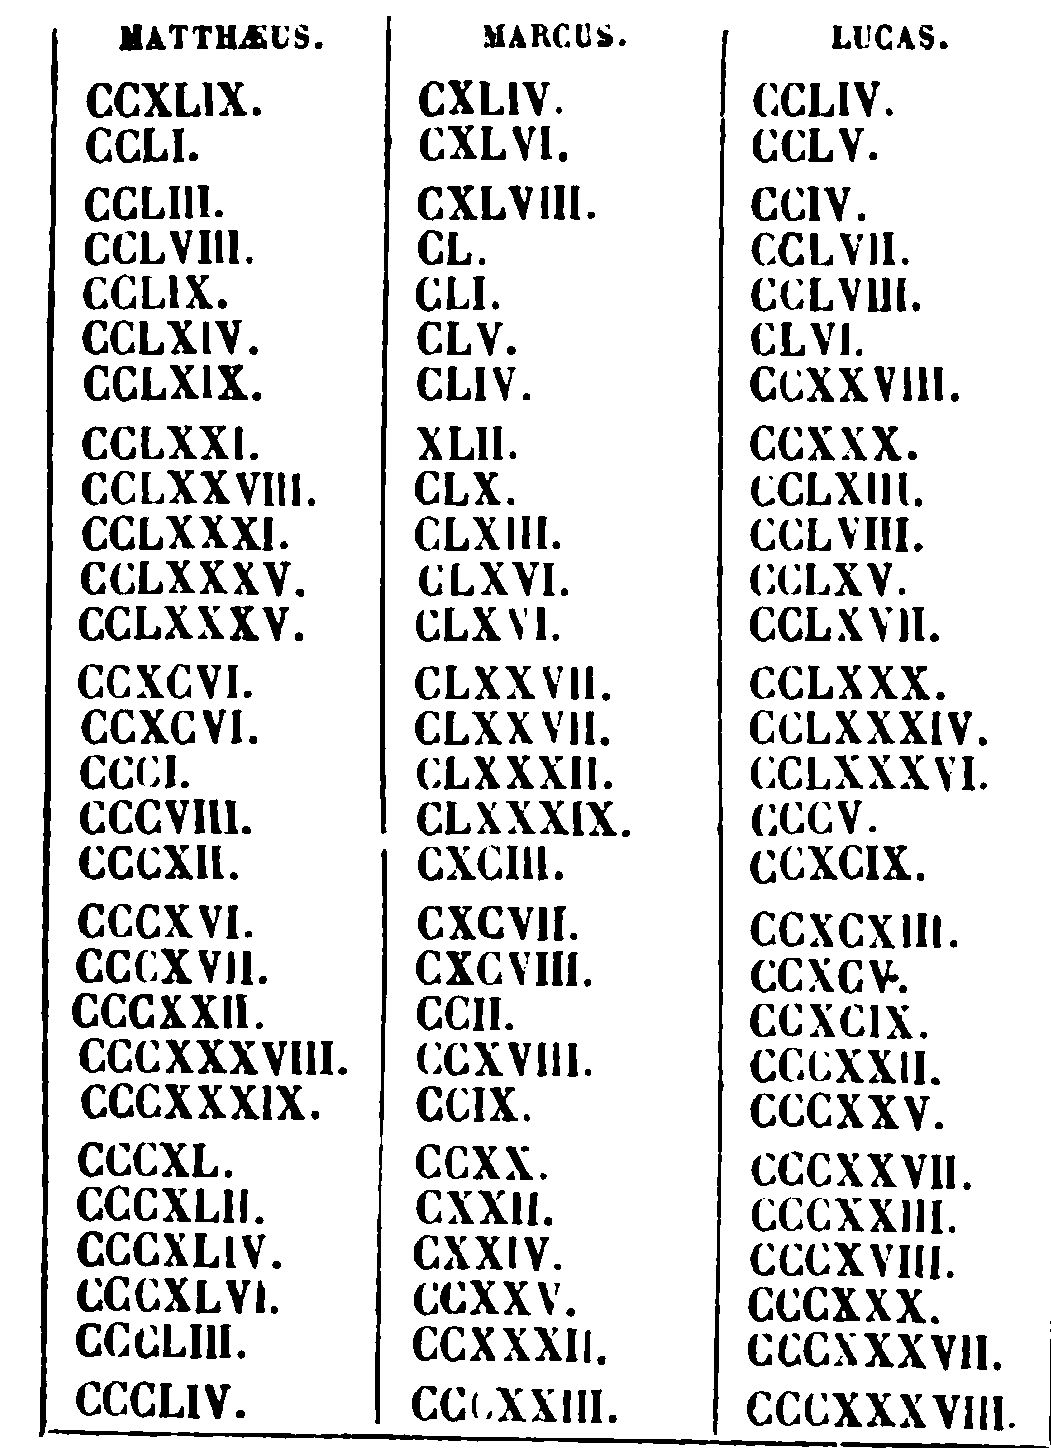 MATTHÆUS. MARCUS. LUCAS.
CCXLIX. CXLIV. CCLIV.
CCLI. CXLVI. CCLV.
CCLIII. CXLVIII. CCIV.
CCLVIII. CL. CCLVII.
CCLIX. CLI. CCLVIII.
CCLXIV. CLV. CLVI.
CCLXIX. CLIV. CCXXVIII.
CCLXXI. XLII. CCXXX.
CCLXXVIII. CLX. CCLXIII.
CCLXXXI. CLXIII. CCLVIII.
CCLXXXV. CLXVI. CCLXV.
CCLXXXV. CLXVI. CCLXVII.
CCXCVI. CLXXVII. CCLXXX.
CCXCVI. CLXXVII. CCLXXXIV.
CCCI. CLXXXII. CCLXXXVI.
CCCVIII. CLXXXIX. CCCV.
CCCXII. CXCIII. CCXCIX.
CCCXVI. CXCVII. CCXCXIII.
CCCXVII. CXCVIII. CCXCV.
CCCXXII. CCII. CCXCIX.
CCCXXXVIII. CCXVIII. CCCXXII.
CCCXXXIX. CCIX. CCCXXV.
CCCXL. CCXX. CCCXXVII.
CCCXLII. CXXII. CCCXXIII.
CCCXLIV. CXXIV. CCCXVIII.
CCCXLVI. CCXXV. CCCXXX.
CCCLIII. CCXXXII. CCCXXXVII.
CCCLIV. CCCXXIII. CCCXXXVIII.